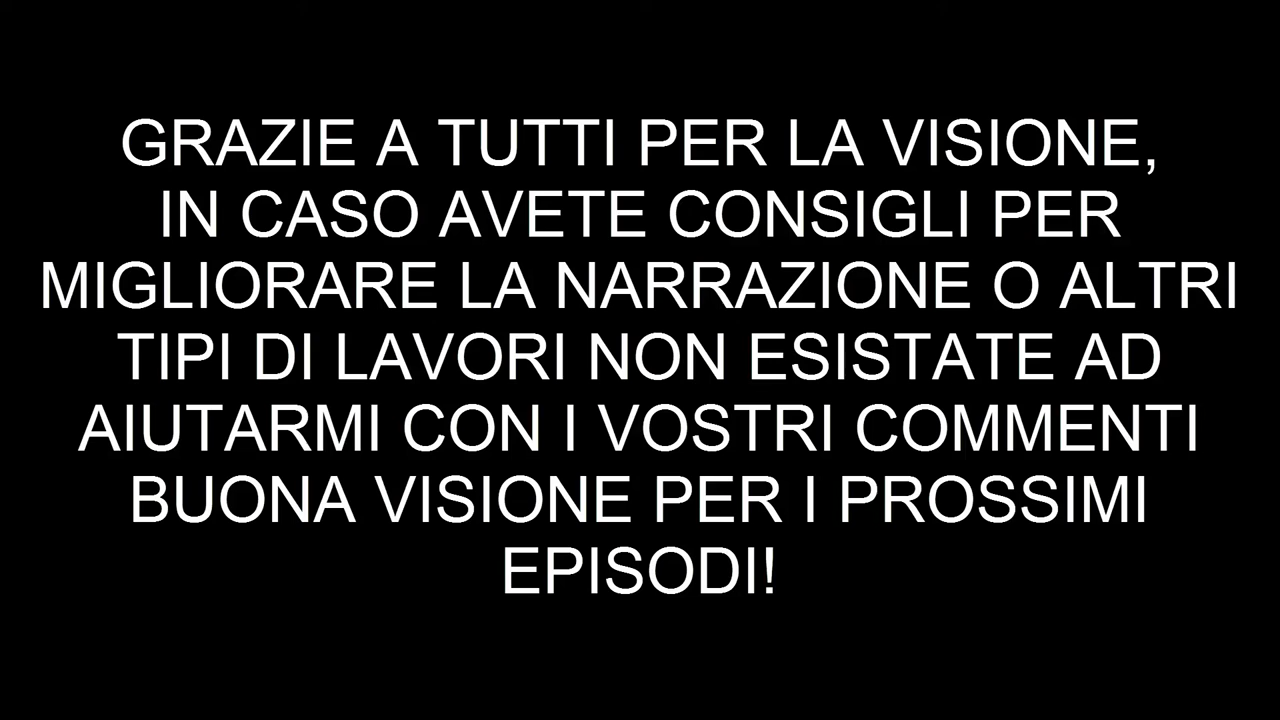 GRAZIE A TUTTI PER LA VISIONE,
IN CASO AVETE CONSIGLI PER
MIGLIORARE LA NARRAZIONE O ALTRI
TIPI DI LAVORI NON ESISTATE AD
AIUTARMI CON I VOSTRI COMMENTI
BUONA VISIONE PER I PROSSIMI
EPISODI!